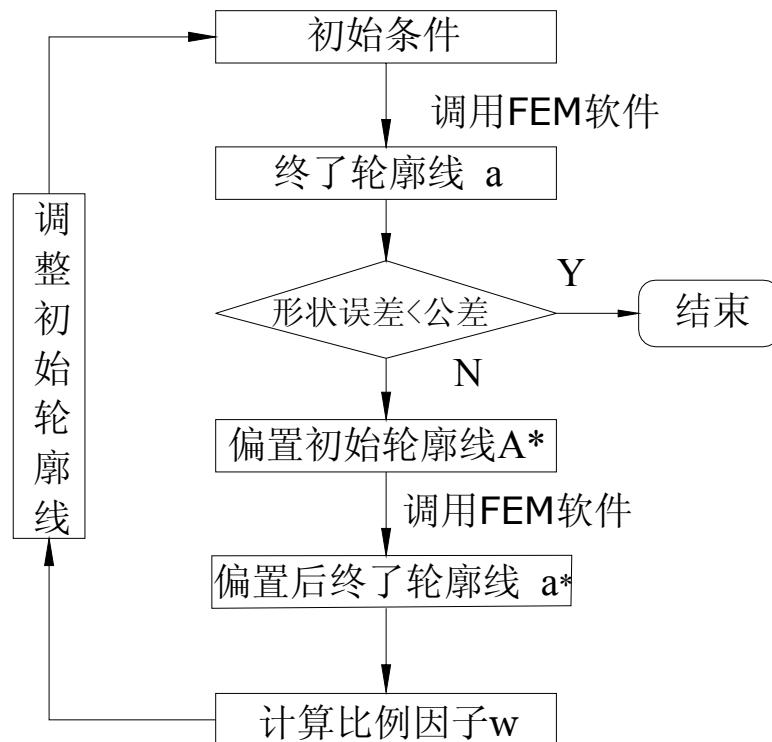 初始条件
调用FEM软件
终了轮廓线 a
形状误差<公差
Y
结束
N
偏置初始轮廓线A*
调用FEM软件
偏置后终了轮廓线 a*
计算比例因子w
调整初始轮廓线